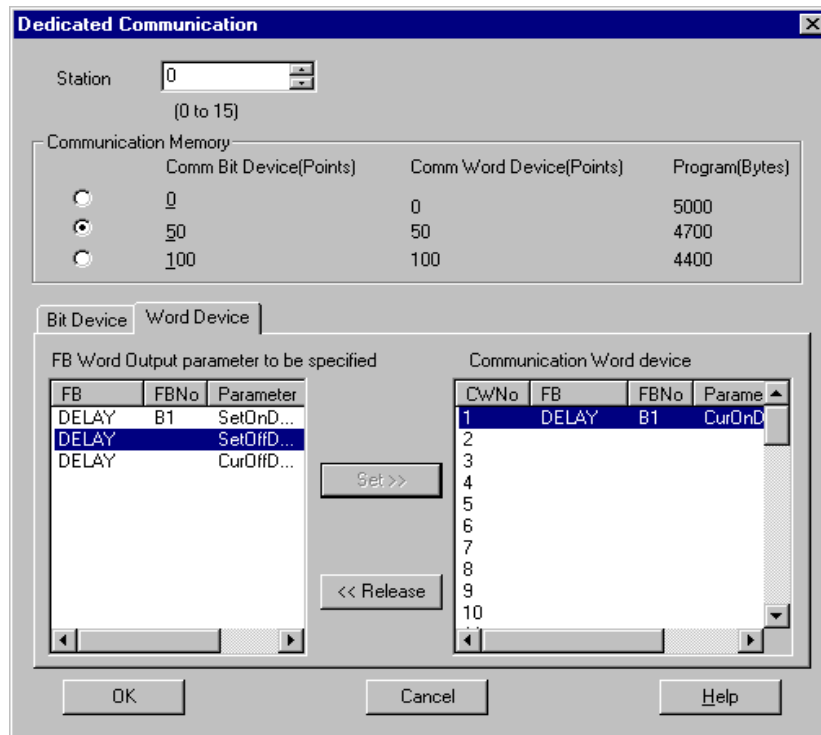 Dedicated Communication
Station 0
(0 to 15)
Communication Memory
Comm Bit Device(Points) Comm Word Device(Points) Program(Bytes)
0 0 5000
50 50 4700
100 100 4400
Bit Device Word Device
FB Word Output parameter to be specified Communication Word device
FB FBNo Parameter CWNo FB FBNo Parame
DELAY B1 SetOnD... 1 DELAY B1 CurOnD
DELAY SetOffD... 2
DELAY CurOffD... 3
Set >> 4
5
6
7
8
<< Release 9
10
OK Cancel Help